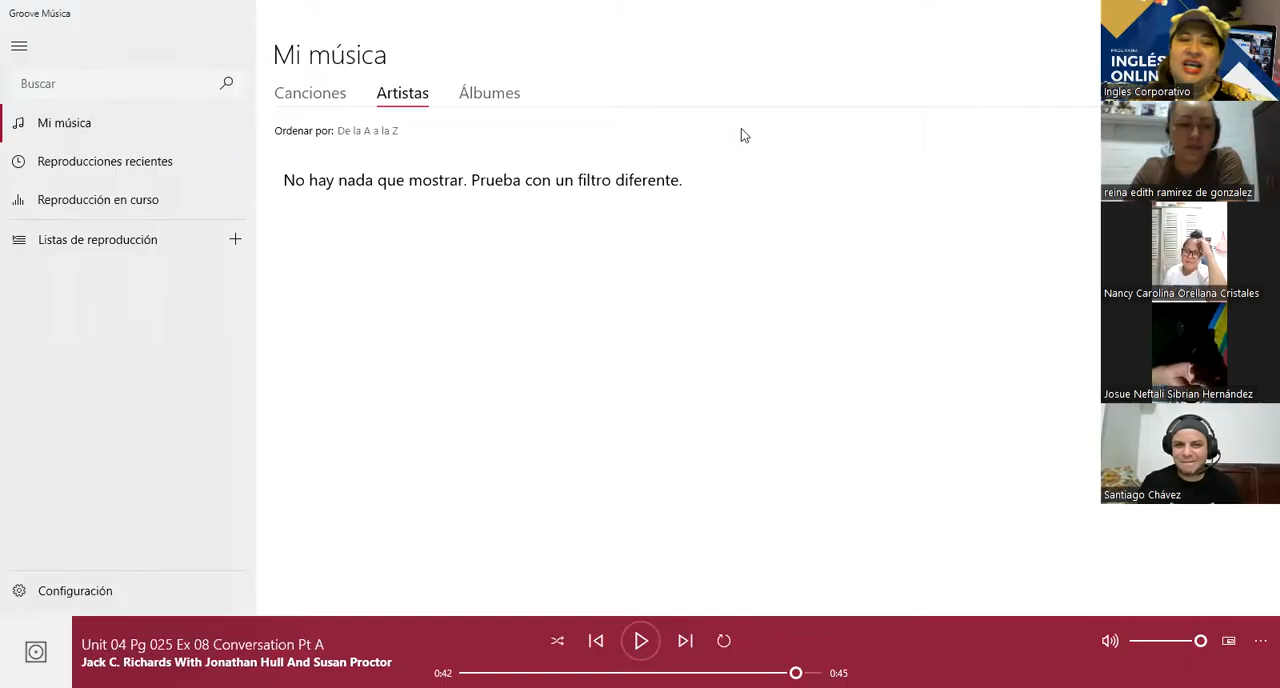 Groove Música
Buscar
Mi música
Reproducciones recientes
Reproducción en curso
Listas de reproducción
Configuración
Mi música
Canciones Artistas Álbumes
Ordenar por: De la A a la Z
No hay nada que mostrar. Prueba con un filtro diferente.
PROGRAMA
INGLÉS
ONLIN
Ingles Corporativo
reina edith ramirez de gonzalez
Nancy Carolina Orellana Cristales
Josue Neftali Sibrian Hernández
Santiago Chávez
Unit 04 Pg 025 Ex 08 Conversation Pt A
Jack C. Richards With Jonathan Hull And Susan Proctor
0:42
0:45